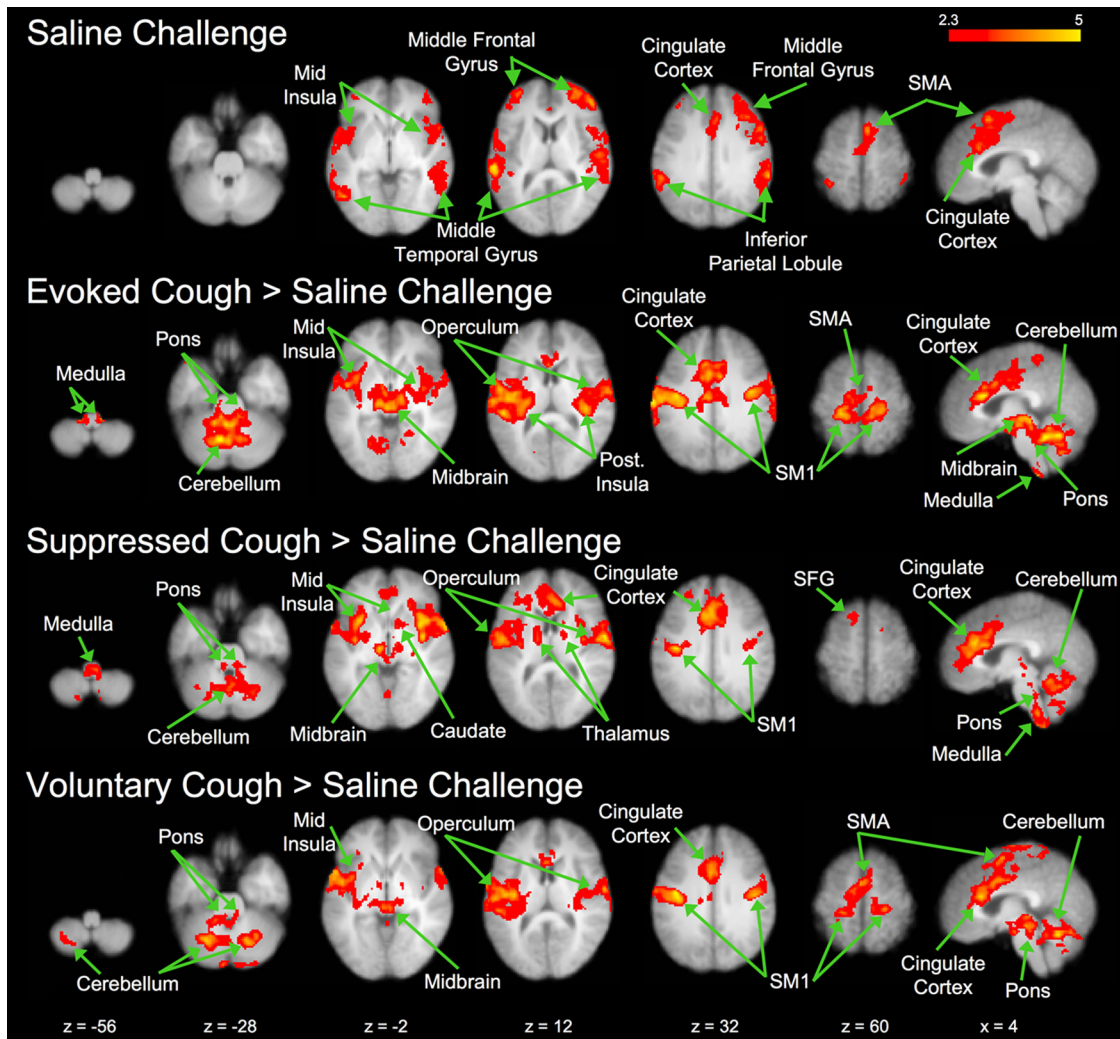 Saline Challenge
2.3
5
Mid
Insula
Middle Frontal
Gyrus
Cingulate
Cortex
Middle
Frontal Gyrus
SMA
Middle
Temporal Gyrus
Inferior
Parietal Lobule
Cingulate
Cortex
Evoked Cough > Saline Challenge
Medulla
Pons
Mid
Insula
Operculum
Cingulate
Cortex
SMA
Cingulate
Cortex
Cerebellum
Cerebellum
Midbrain
Post.
Insula
SM1
Midbrain
Medulla
Pons
Suppressed Cough > Saline Challenge
Medulla
Pons
Mid
Insula
Operculum
Cingulate
Cortex
SFG
Cingulate
Cortex
Cerebellum
Cerebellum
Midbrain
Caudate
Thalamus
SM1
Pons
Medulla
Voluntary Cough > Saline Challenge
Pons
Mid
Insula
Operculum
Cingulate
Cortex
SMA
Cerebellum
Cerebellum
Midbrain
SM1
Cingulate
Cortex
Pons
z = -56
z = -28
z = -2
z = 12
z = 32
z = 60
x = 4